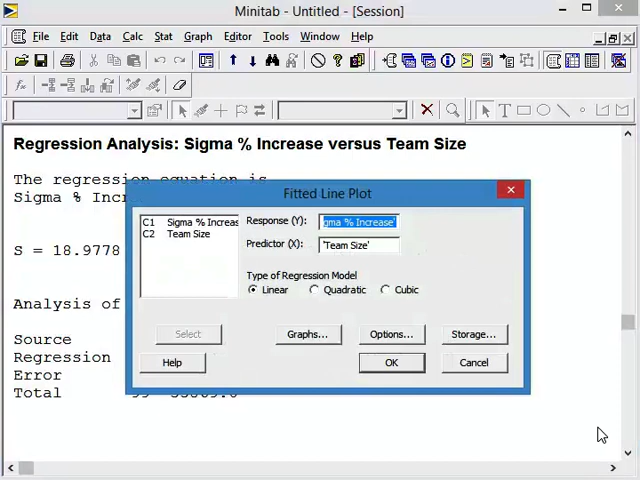 Minitab - Untitled - [Session]
File Edit Data Calc Stat Graph Editor Tools Window Help
Regression Analysis: Sigma % Increase versus Team Size
The regression equation is
Sigma % Incr
S = 18.9778
Analysis of
Source
Regression
Error
Total
Fitted Line Plot
C1 Sigma % Increas
C2 Team Size
Response (Y): gma % Increase'
Predictor (X): 'Team Size'
Type of Regression Model
Linear Quadratic Cubic
Select Graphs... Options... Storage...
Help OK Cancel